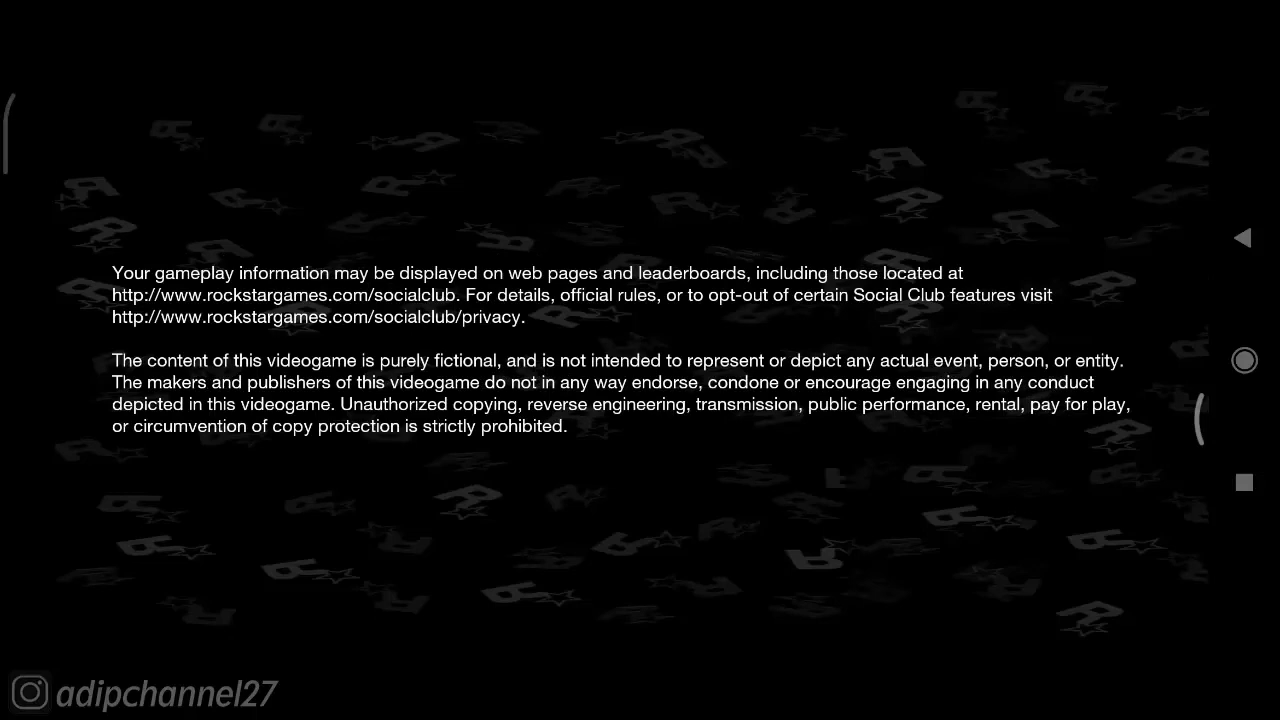 Your gameplay information may be displayed on web pages and leaderboards, including those located at
http://www.rockstargames.com/socialclub. For details, official rules, or to opt-out of certain Social Club features visit
http://www.rockstargames.com/socialclub/privacy.
The content of this videogame is purely fictional, and is not intended to represent or depict any actual event, person, or entity.
The makers and publishers of this videogame do not in any way endorse, condone or encourage engaging in any conduct
depicted in this videogame. Unauthorized copying, reverse engineering, transmission, public performance, rental, pay for play,
or circumvention of copy protection is strictly prohibited.
adipchannel27